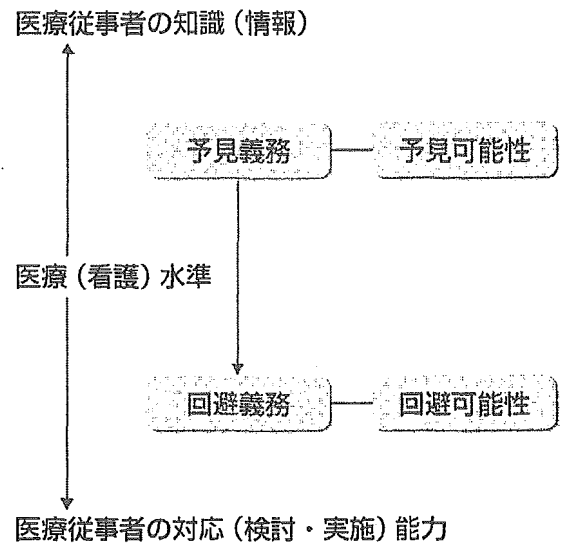 医療従事者の知識（情報）
予見義務
予見可能性
医療（看護）水準
回避義務
回避可能性
医療従事者の対応（検討・実施）能力